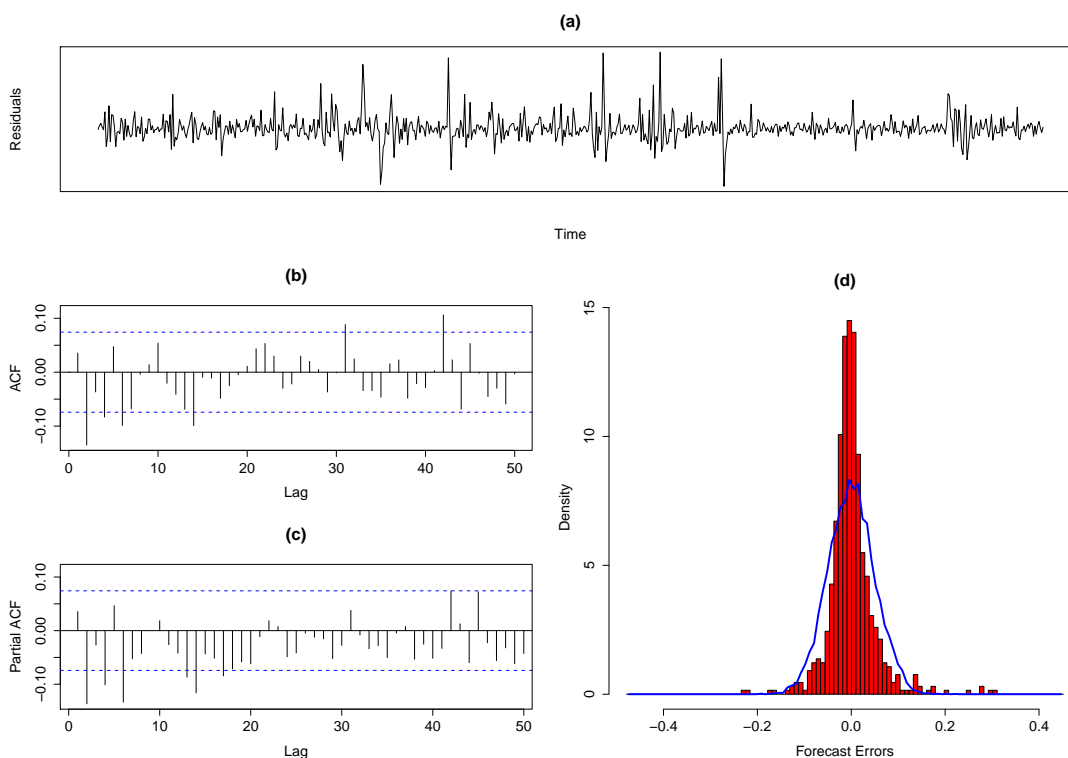 (a)
Residuals
Time
(b)
ACF
0.10
0.00
−0.10
0 10 20 30 40 50
Lag
(c)
Partial ACF
0.10
0.00
−0.10
0 10 20 30 40 50
Lag
(d)
Density
15
10
5
0
−0.4 −0.2 0.0 0.2 0.4
Forecast Errors